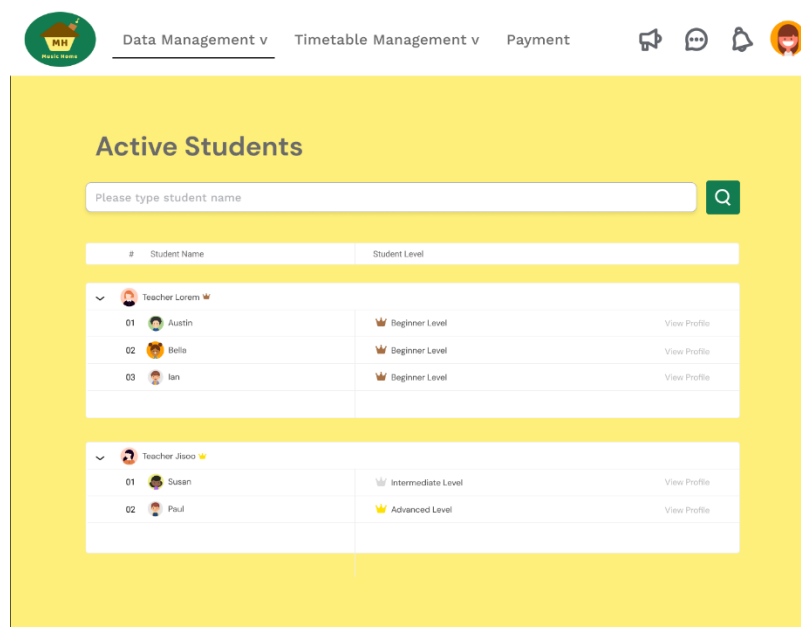 MH
Music Home
Data Management v Timetable Management v Payment
Active Students
Please type student name
# Student Name Student Level
Teacher Lorem
01 Austin Beginner Level View Profile
02 Bella Beginner Level View Profile
03 Ian Beginner Level View Profile
Teacher Jisoo
01 Susan Intermediate Level View Profile
02 Paul Advanced Level View Profile